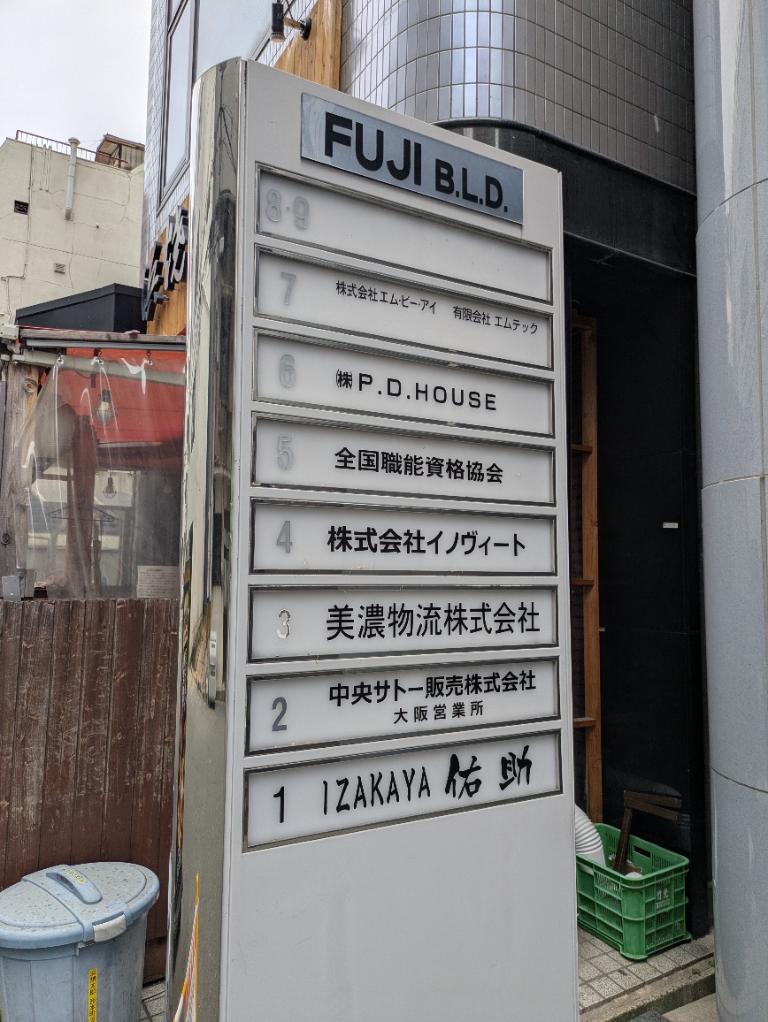 FUJI B.L.D.
8·9
7 株式会社エム・ビー・アイ 有限会社 エムテック
6 ㈱P.D.HOUSE
5 全国職能資格協会
4 株式会社イノヴィート
3 美濃物流株式会社
2 中央サトー販売株式会社
大阪営業所
1 IZAKAYA 佑助